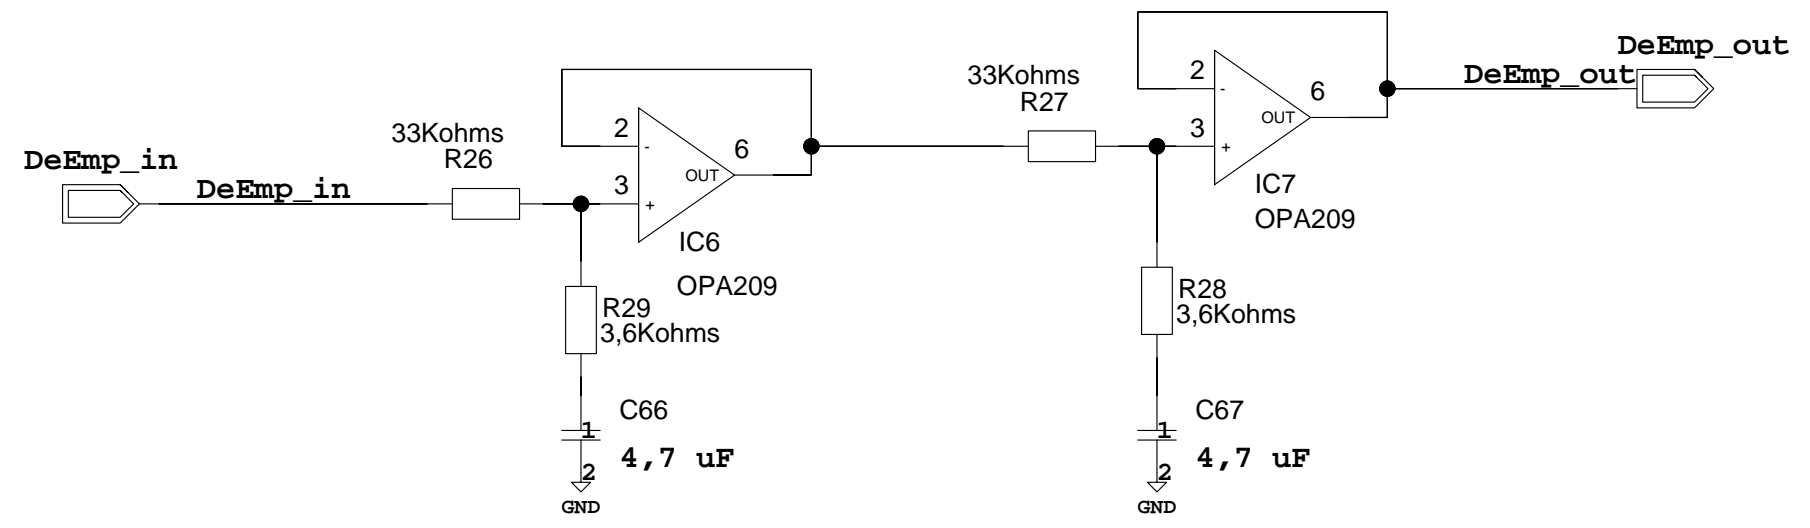 DeEmp_in
DeEmp_in
33Kohms
R26
2
-
3
+
OUT
6
IC6
OPA209
R29
3,6Kohms
C66
1
4,7 uF
2
GND
33Kohms
R27
2
-
3
+
OUT
6
IC7
OPA209
R28
3,6Kohms
C67
1
4,7 uF
2
GND
DeEmp_out
DeEmp_out